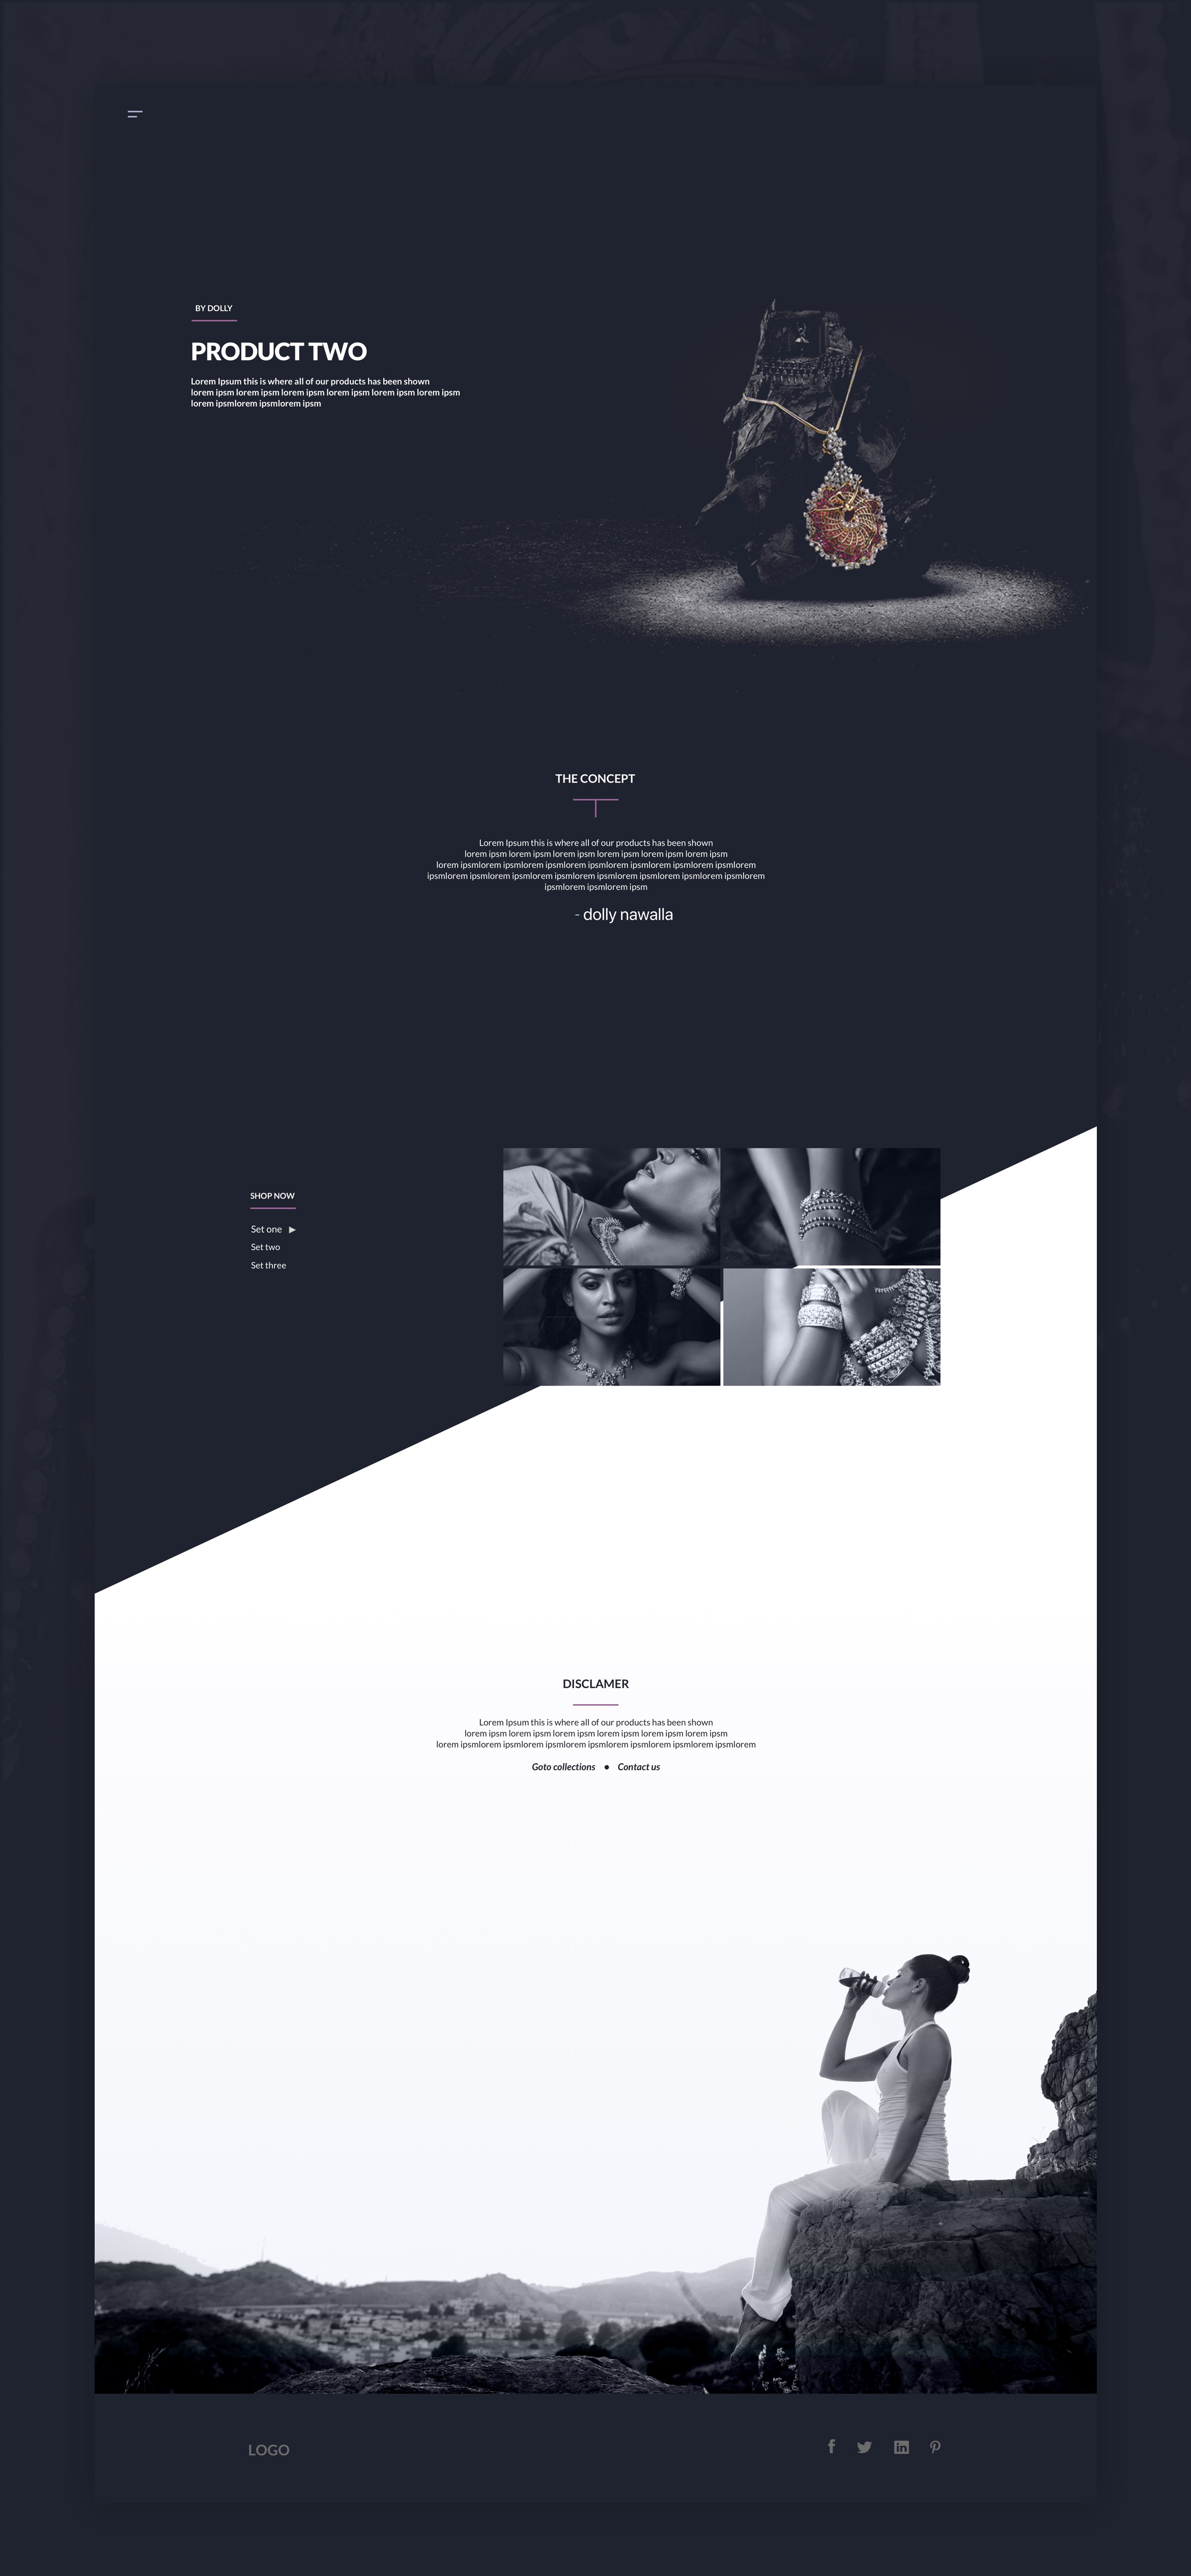 BY DOLLY
PRODUCT TWO
Lorem Ipsum this is where all of our products has been shown
lorem ipsm lorem ipsm lorem ipsm lorem ipsm lorem ipsm lorem ipsm
lorem ipsmlorem ipsmlorem ipsm
THE CONCEPT
Lorem Ipsum this is where all of our products has been shown
lorem ipsm lorem ipsm lorem ipsm lorem ipsm lorem ipsm lorem ipsm
lorem ipsmlorem ipsmlorem ipsmlorem ipsmlorem ipsmlorem ipsmlorem ipsmlorem
ipsmlorem ipsmlorem ipsmlorem ipsmlorem ipsmlorem ipsmlorem ipsmlorem ipsmlorem
ipsmlorem ipsmlorem ipsm
- dolly nawalla
SHOP NOW
Set one
Set two
Set three
DISCLAMER
Lorem Ipsum this is where all of our products has been shown
lorem ipsm lorem ipsm lorem ipsm lorem ipsm lorem ipsm lorem ipsm
lorem ipsmlorem ipsmlorem ipsmlorem ipsmlorem ipsmlorem ipsmlorem ipsmlorem
Goto collections • Contact us
LOGO